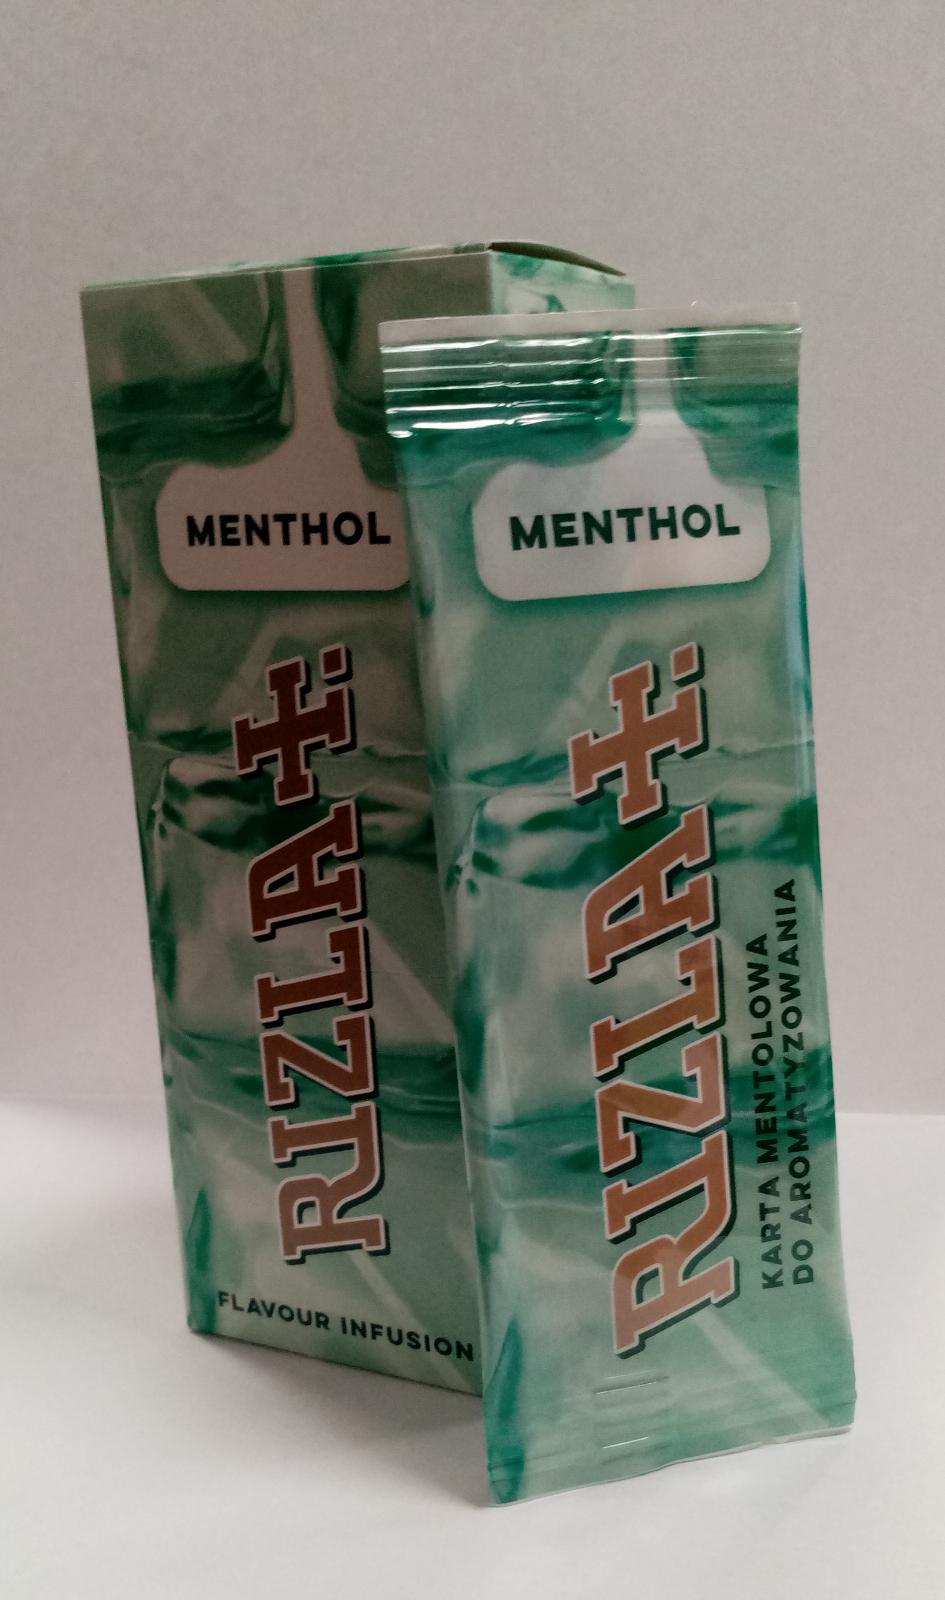 MENTHOL
RIZLA+.
FLAVOUR INFUSION
MENTHOL
RIZLA+.
KARTA MENTOLOWA
DO AROMATYZOWANIA